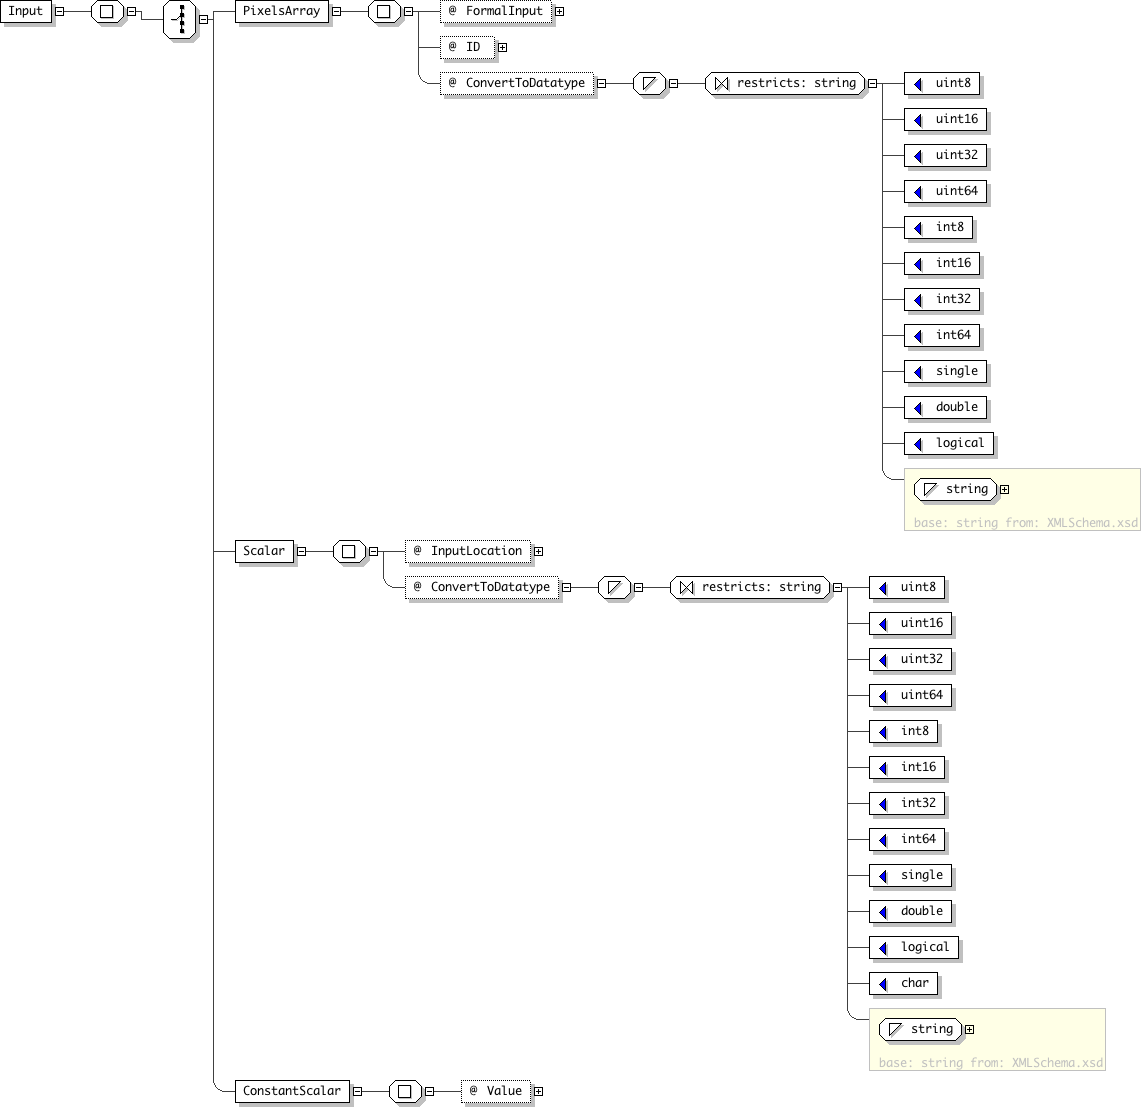 Input
PixelsArray
@ FormalInput
@ ID
@ ConvertToDatatype
restricts: string
uint8
uint16
uint32
uint64
int8
int16
int32
int64
single
double
logical
string
base: string from: XMLSchema.xsd
Scalar
@ InputLocation
@ ConvertToDatatype
restricts: string
uint8
uint16
uint32
uint64
int8
int16
int32
int64
single
double
logical
char
string
base: string from: XMLSchema.xsd
ConstantScalar
@ Value